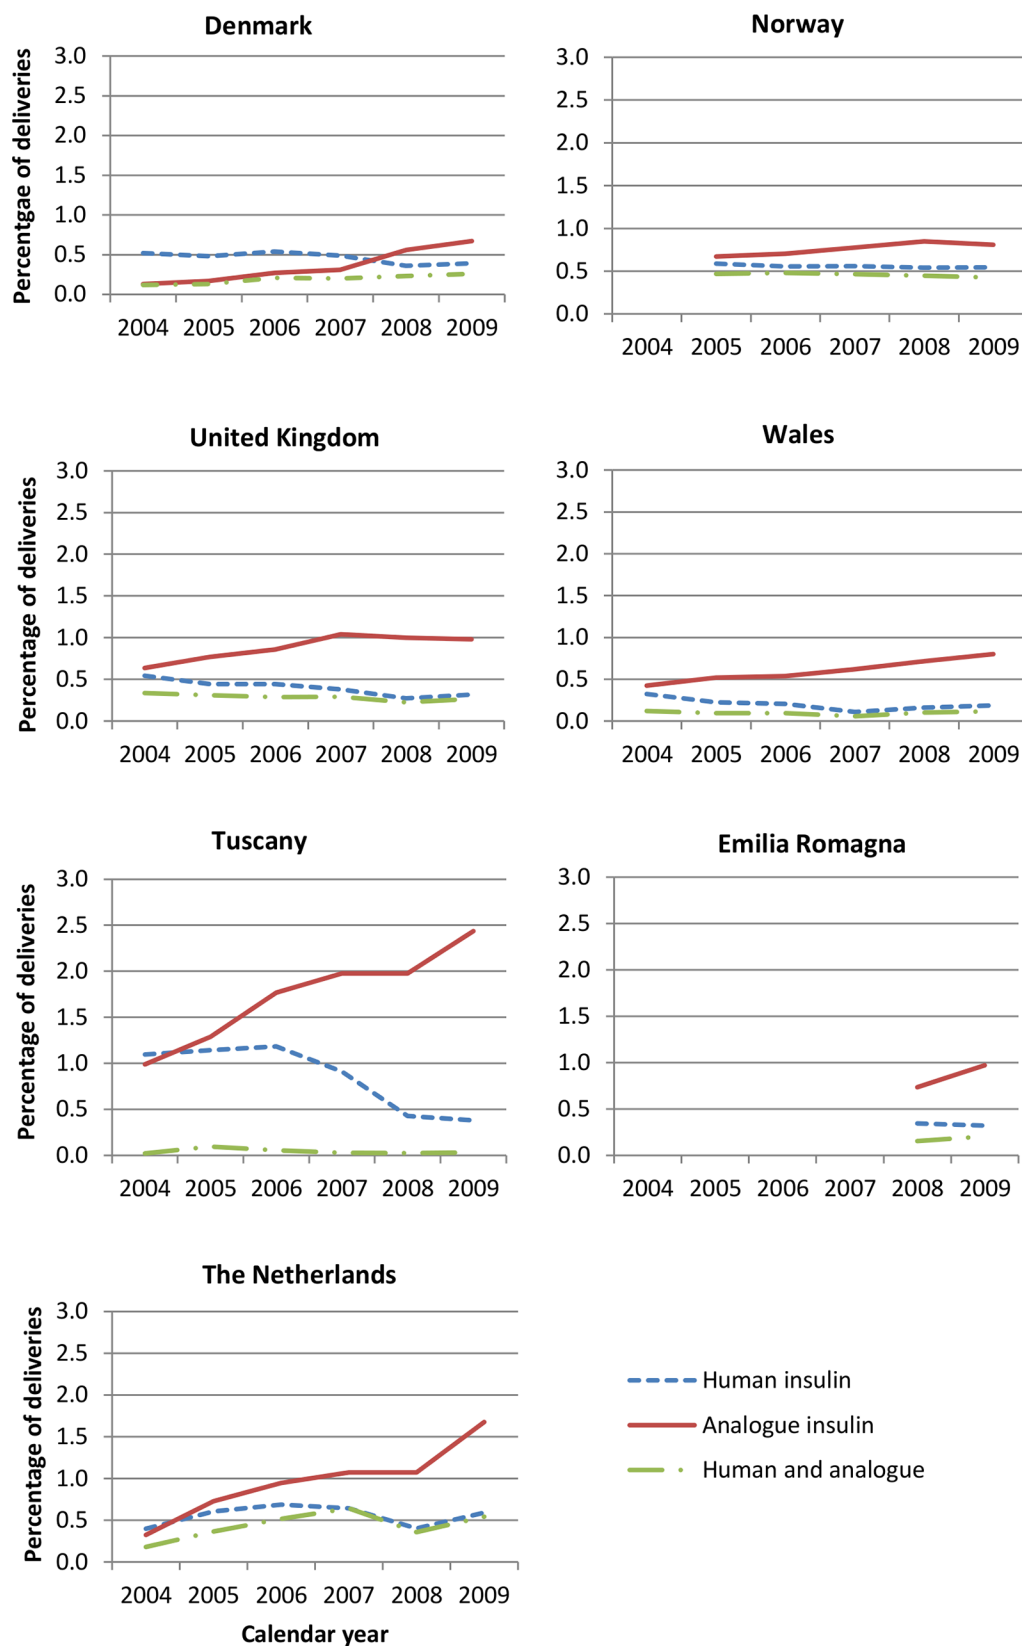 Denmark
Percentgae of deliveries
3.0
2.5
2.0
1.5
1.0
0.5
0.0
2004 2005 2006 2007 2008 2009
Norway
3.0
2.5
2.0
1.5
1.0
0.5
0.0
2004 2005 2006 2007 2008 2009
United Kingdom
Percentage of deliveries
3.0
2.5
2.0
1.5
1.0
0.5
0.0
2004 2005 2006 2007 2008 2009
Wales
3.0
2.5
2.0
1.5
1.0
0.5
0.0
2004 2005 2006 2007 2008 2009
Tuscany
Percentage of deliveries
3.0
2.5
2.0
1.5
1.0
0.5
0.0
2004 2005 2006 2007 2008 2009
Emilia Romagna
3.0
2.5
2.0
1.5
1.0
0.5
0.0
2004 2005 2006 2007 2008 2009
The Netherlands
Percentage of deliveries
3.0
2.5
2.0
1.5
1.0
0.5
0.0
2004 2005 2006 2007 2008 2009
Calendar year
Human insulin
Analogue insulin
Human and analogue